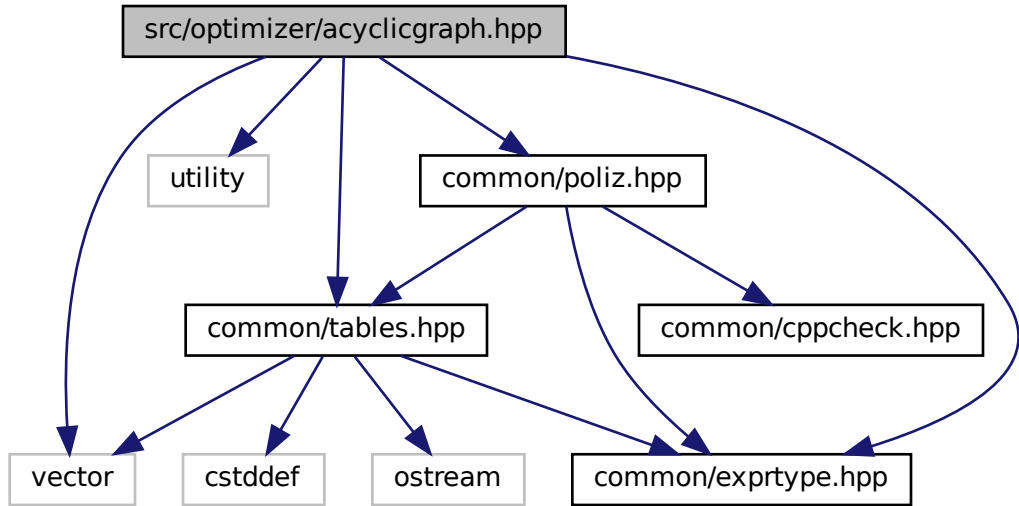 src/optimizer/acyclicgraph.hpp
utility
common/poliz.hpp
common/tables.hpp
common/cppcheck.hpp
vector
cstddef
ostream
common/exprtype.hpp